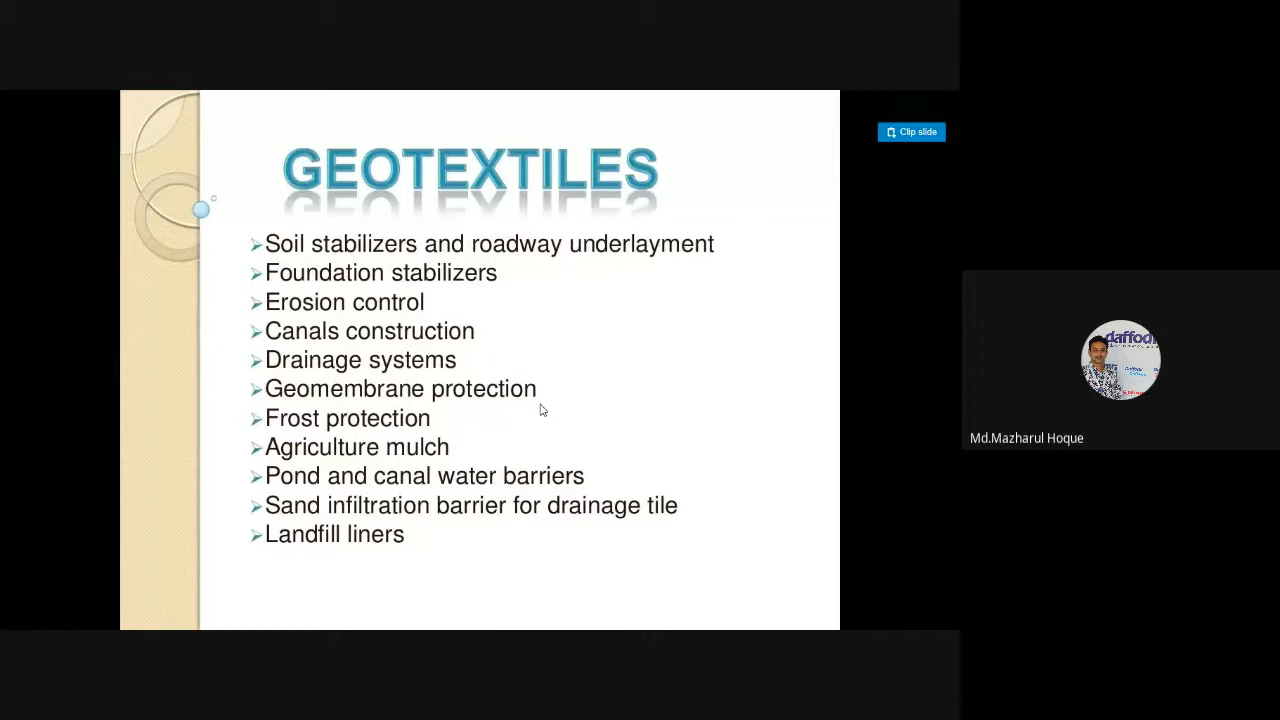 GEOTEXTILES
Clip slide
Soil stabilizers and roadway underlayment
Foundation stabilizers
Erosion control
Canals construction
Drainage systems
Geomembrane protection
Frost protection
Agriculture mulch
Pond and canal water barriers
Sand infiltration barrier for drainage tile
Landfill liners
daffodi
Md.Mazharul Hoque